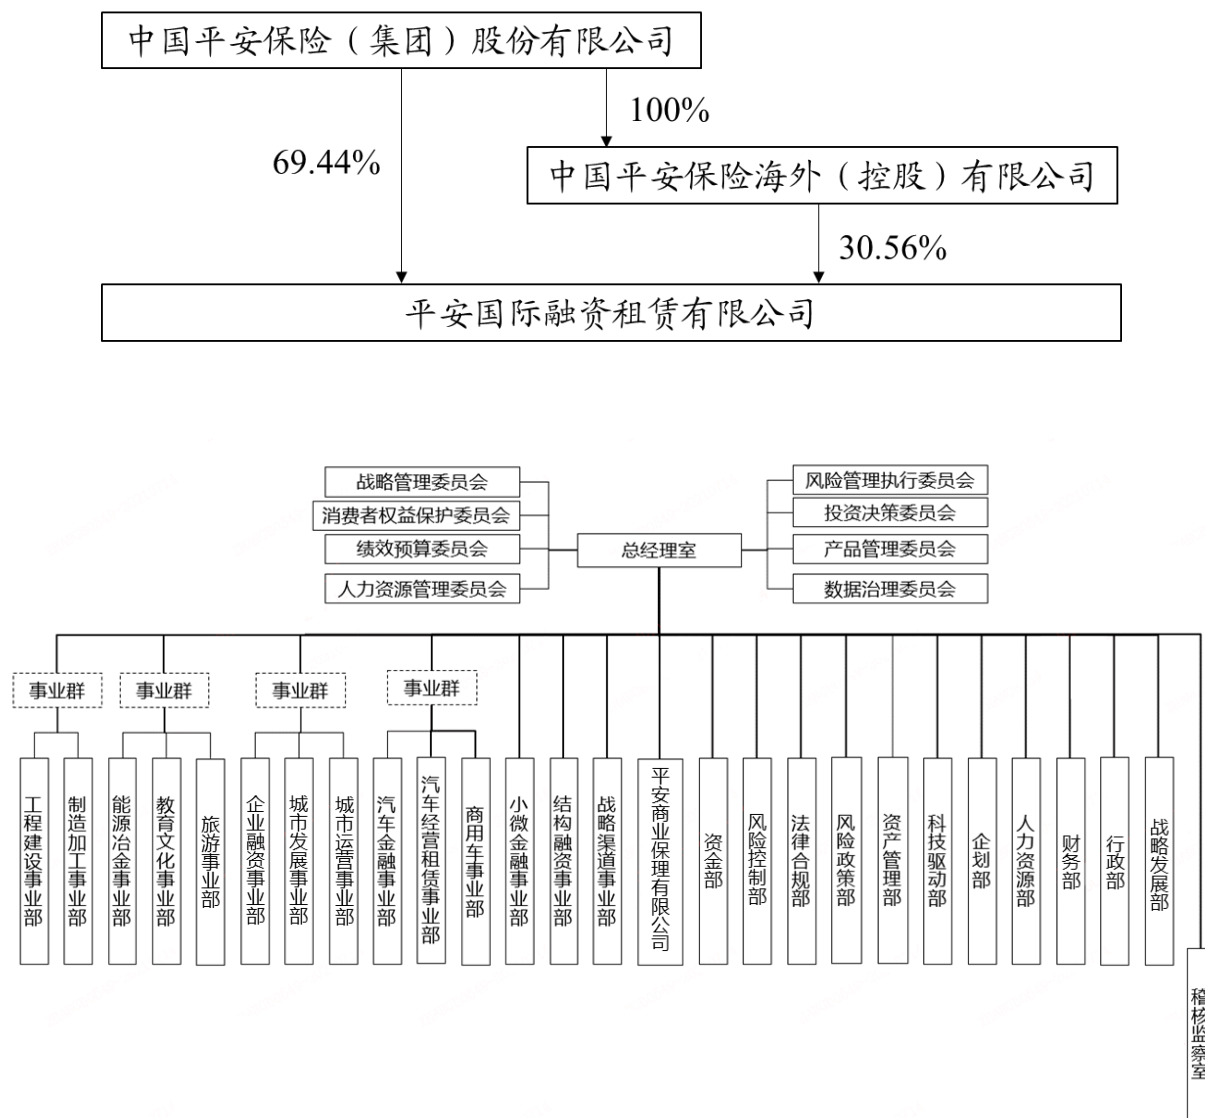 中国平安保险（集团）股份有限公司
100%
69.44%
中国平安保险海外（控股）有限公司
30.56%
平安国际融资租赁有限公司
战略管理委员会
消费者权益保护委员会
绩效预算委员会
人力资源管理委员会
总经理室
风险管理执行委员会
投资决策委员会
产品管理委员会
数据治理委员会
事业群
事业群
事业群
事业群
工程建设事业部
制造加工事业部
能源冶金事业部
教育文化事业部
旅游事业部
企业融资事业部
城市发展事业部
城市运营事业部
汽车金融事业部
汽车经营租赁事业部
商用车事业部
小微金融事业部
结构融资事业部
战略渠道事业部
平安商业保理有限公司
资金部
风险控制部
法律合规部
风险政策部
资产管理部
科技驱动部
企划部
人力资源部
财务部
行政部
战略发展部
稽核监察室